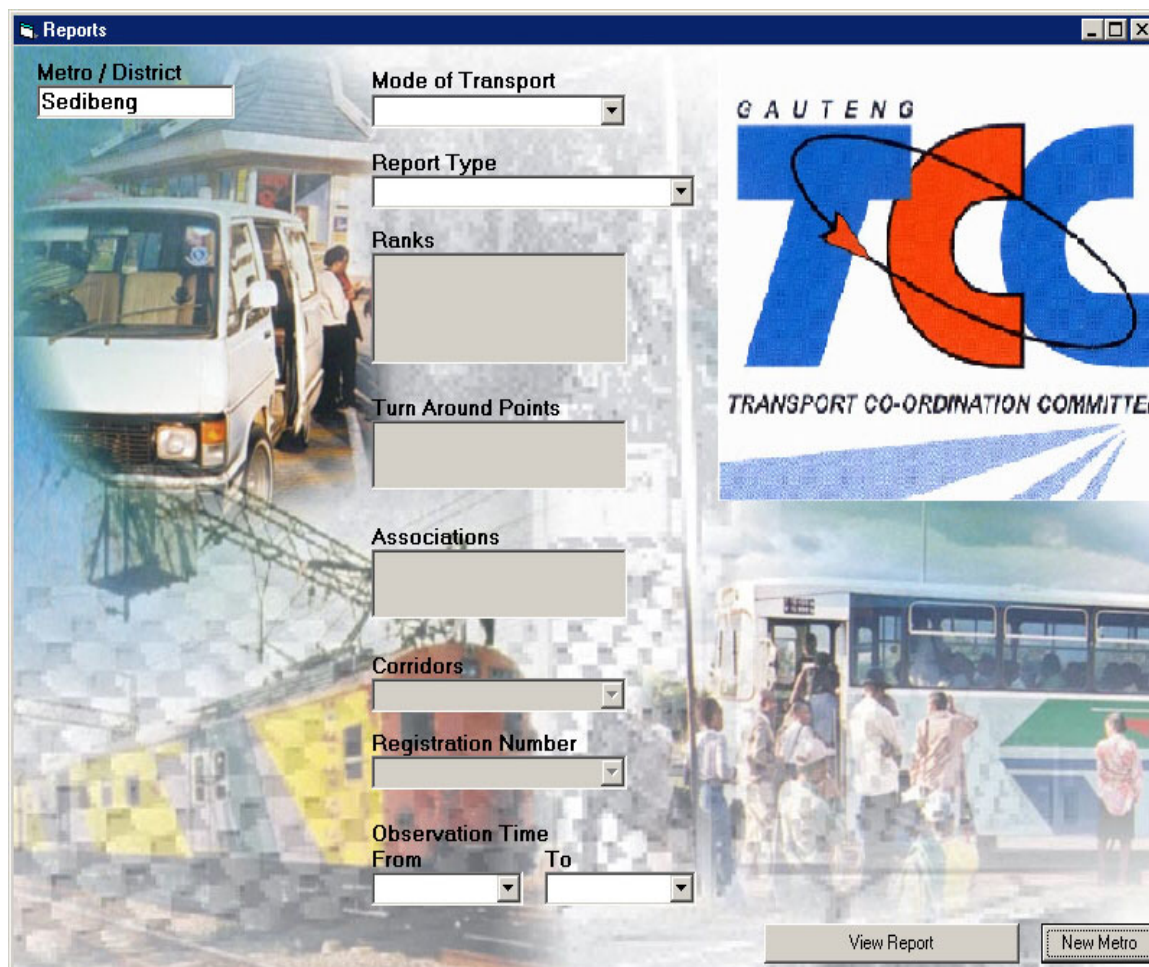 Reports
Metro / District
Sedibeng
Mode of Transport
Report Type
Ranks
Turn Around Points
Associations
Corridors
Registration Number
Observation Time
From To
GAUTENG
TCC
TRANSPORT CO-ORDINATION COMMITTEE
View Report
New Metro